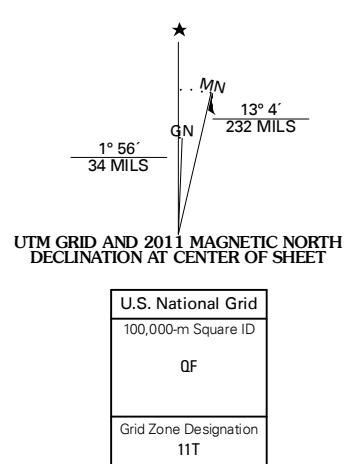 MN
13° 4´
232 MILS
GN
1° 56´
34 MILS
UTM GRID AND 2011 MAGNETIC NORTH
DECLINATION AT CENTER OF SHEET
U.S. National Grid
100,000-m Square ID
QF
Grid Zone Designation
11T